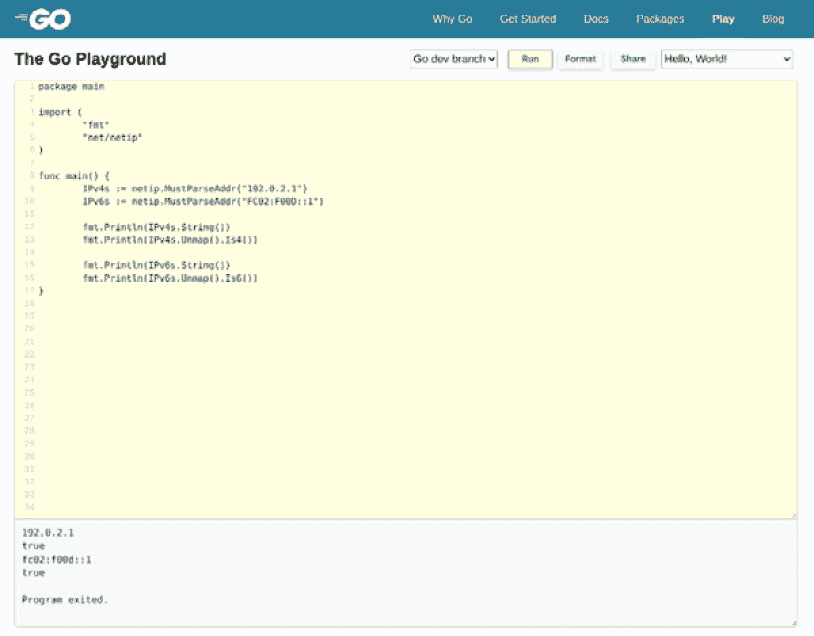 GO
Why Go Get Started Docs Packages Play Blog
The Go Playground
Go dev branch Run Format Share Hello, World!
1 package main
2
3 import (
4 "fmt"
5 "net/netip"
6 )
7
8 func main() {
9 IPv4s := netip.MustParseAddr("192.0.2.1")
10 IPv6s := netip.MustParseAddr("FC02:F00D::1")
11
12 fmt.Println(IPv4s.String())
13 fmt.Println(IPv4s.Unmap().Is4())
14
15 fmt.Println(IPv6s.String())
16 fmt.Println(IPv6s.Unmap().Is6())
17 }
18
19
20
21
22
23
24
25
26
27
28
29
30
31
32
33
34
192.0.2.1
true
fc02:f00d::1
true
Program exited.